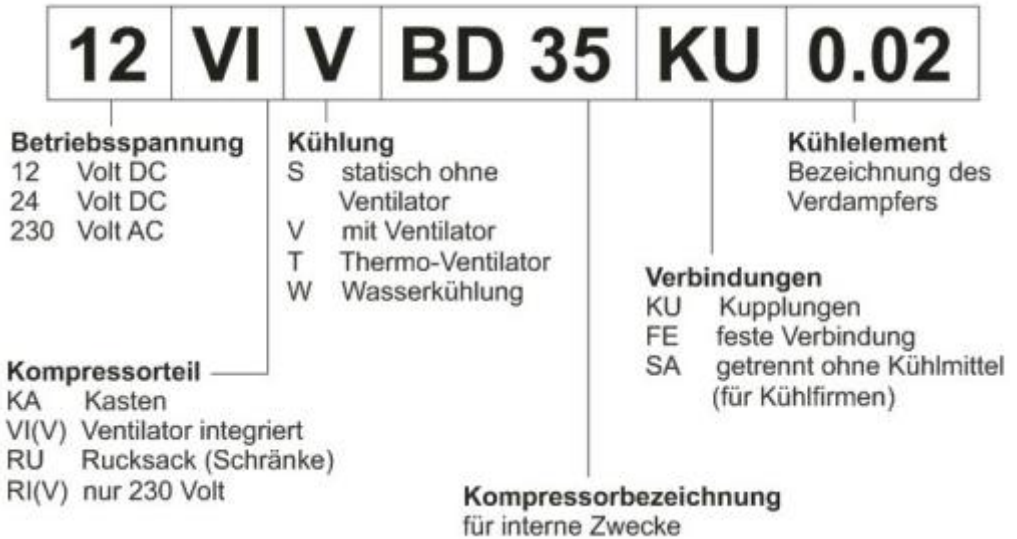 12 VI V BD 35 KU 0.02
Betriebsspannung
12 Volt DC
24 Volt DC
230 Volt AC
Kühlung
S statisch ohne
Ventilator
V mit Ventilator
T Thermo-Ventilator
W Wasserkühlung
Kühlelement
Bezeichnung des
Verdampfers
Verbindungen
KU Kupplungen
FE feste Verbindung
SA getrennt ohne Kühlmittel
(für Kühlfirmen)
Kompressorteil
KA Kasten
VI(V) Ventilator integriert
RU Rucksack (Schränke)
RI(V) nur 230 Volt
Kompressorbezeichnung
für interne Zwecke